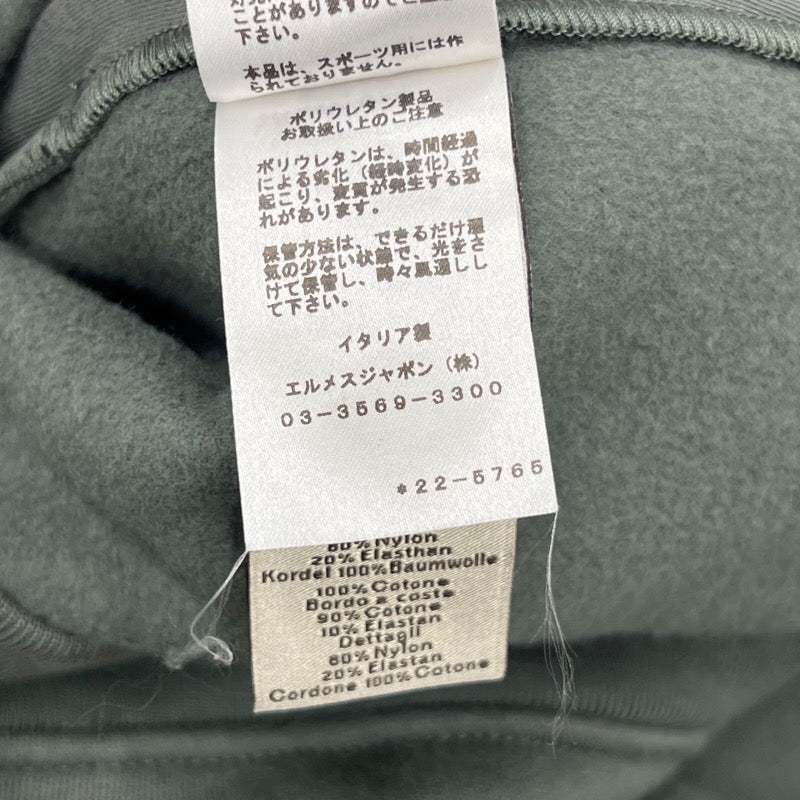 ことがありますのでご注意
下さい。
本品は、スポーツ用には作
られておりません。
ポリウレタン製品
お取扱い上のご注意
ポリウレタンは、時間経過
による劣化（経時変化）が
起こり、変質が発生する恐
れがあります。
保管方法は、できるだけ湿
気の少ない状態で、光をさ
けて保管し、時々風通しし
て下さい。
イタリア製
エルメスジャポン（株）
03-3569-3300
*22-5765
80% Nylon
20% Elasthan
Kordel 100% Baumwolle
100% Cotone
Bordo a coste
90% Cotone
10% Elastan
Dettagli
80% Nylon
20% Elastan
Cordone 100% Cotone